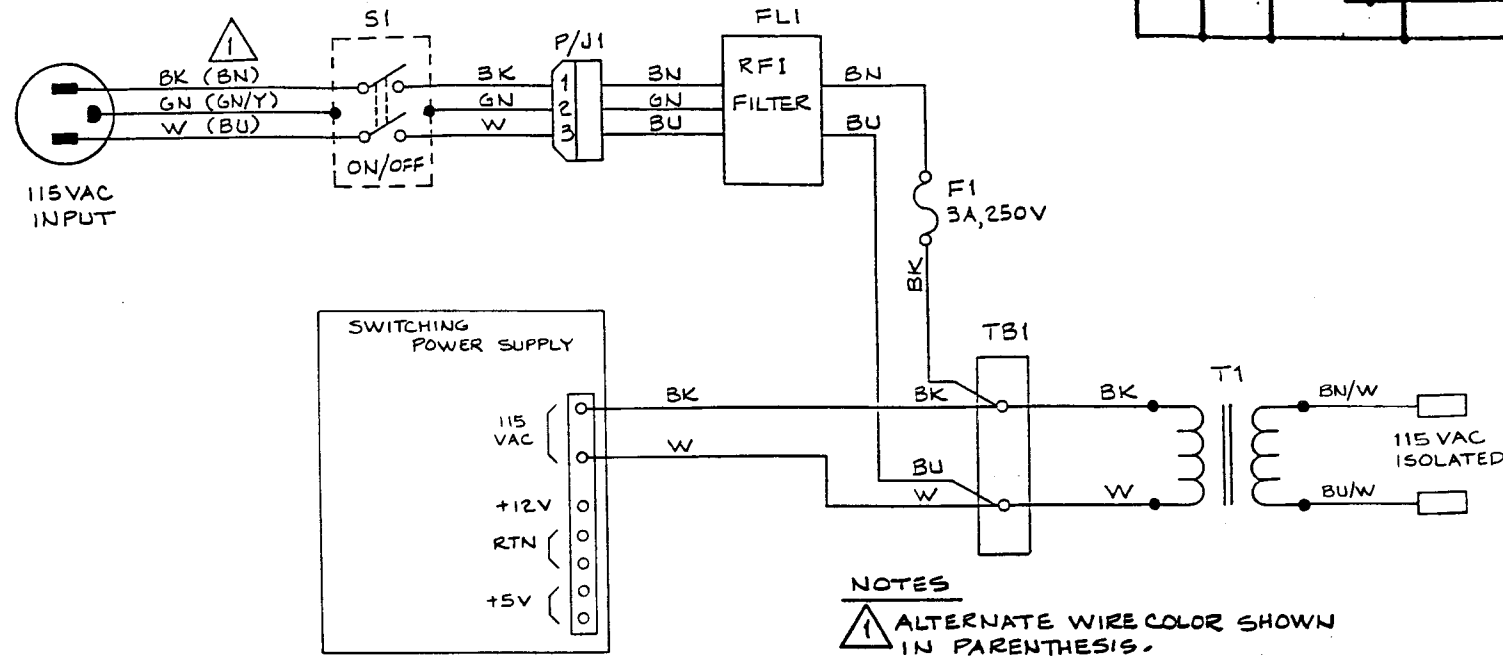 S1
FL1
1
P/J1
BK (BN)
BK
1
BN
RFI
BN
GN (GN/Y)
GN
2
GN
FILTER
W (BU)
W
3
BU
BU
ON/OFF
115VAC
INPUT
F1
3A, 250V
BK
SWITCHING
POWER SUPPLY
TB1
T1
115
VAC
BK
BK
BK
BN/W
W
BU
W
W
115 VAC
ISOLATED
BU/W
+12V
RTN
+5V
NOTES
1 ALTERNATE WIRE COLOR SHOWN
IN PARENTHESIS.